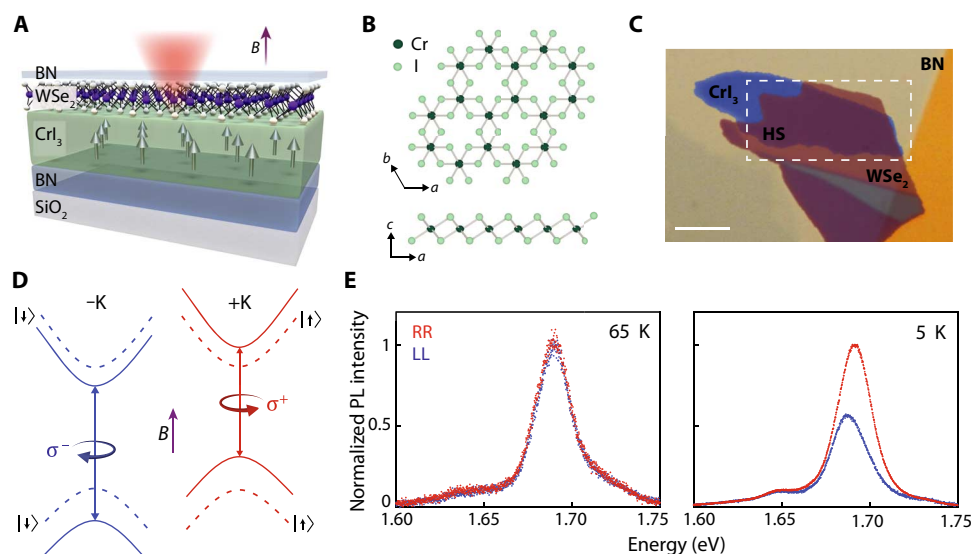 A
B
BN
WSe2
CrI3
BN
SiO2
B
Cr
I
b
a
c
a
C
BN
CrI3
HS
WSe2
D
–K
+K
|↓⟩
|↑⟩
σ–
B
σ+
|↓⟩
|↑⟩
E
Normalized PL intensity
1
0.5
0
RR
LL
65 K
5 K
1.60 1.65 1.70 1.75
1.60 1.65 1.70 1.75
Energy (eV)